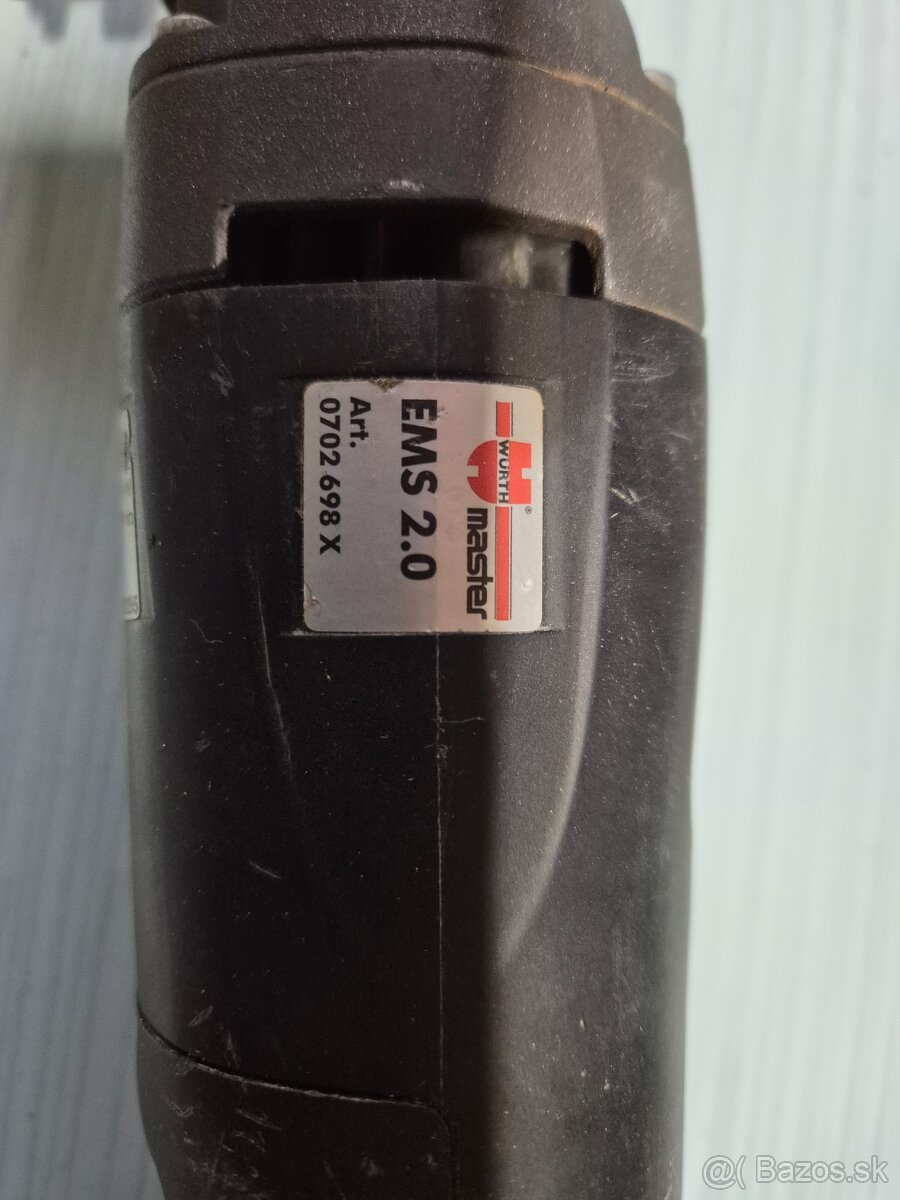 WÜRTH®
master
EMS 2.0
Art.
0702 698 X
@( Bazos.sk